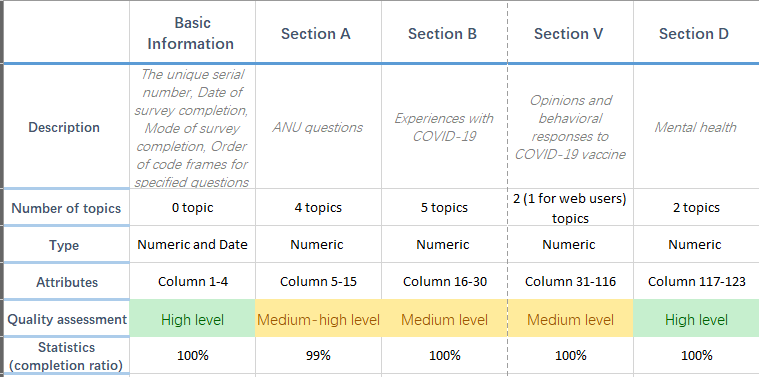 Basic
Information
Section A
Section B
Section V
Section D
Description
The unique serial
number, Date of
survey completion,
Mode of survey
completion, Order
of code frames for
specified questions
ANU questions
Experiences with
COVID-19
Opinions and
behavioral
responses to
COVID-19 vaccine
Mental health
Number of topics
0 topic
4 topics
5 topics
2 (1 for web users)
topics
2 topics
Type
Numeric and Date
Numeric
Numeric
Numeric
Numeric
Attributes
Column 1-4
Column 5-15
Column 16-30
Column 31-116
Column 117-123
Quality assessment
High level
Medium-high level
Medium level
Medium level
High level
Statistics
(completion ratio)
100%
99%
100%
100%
100%